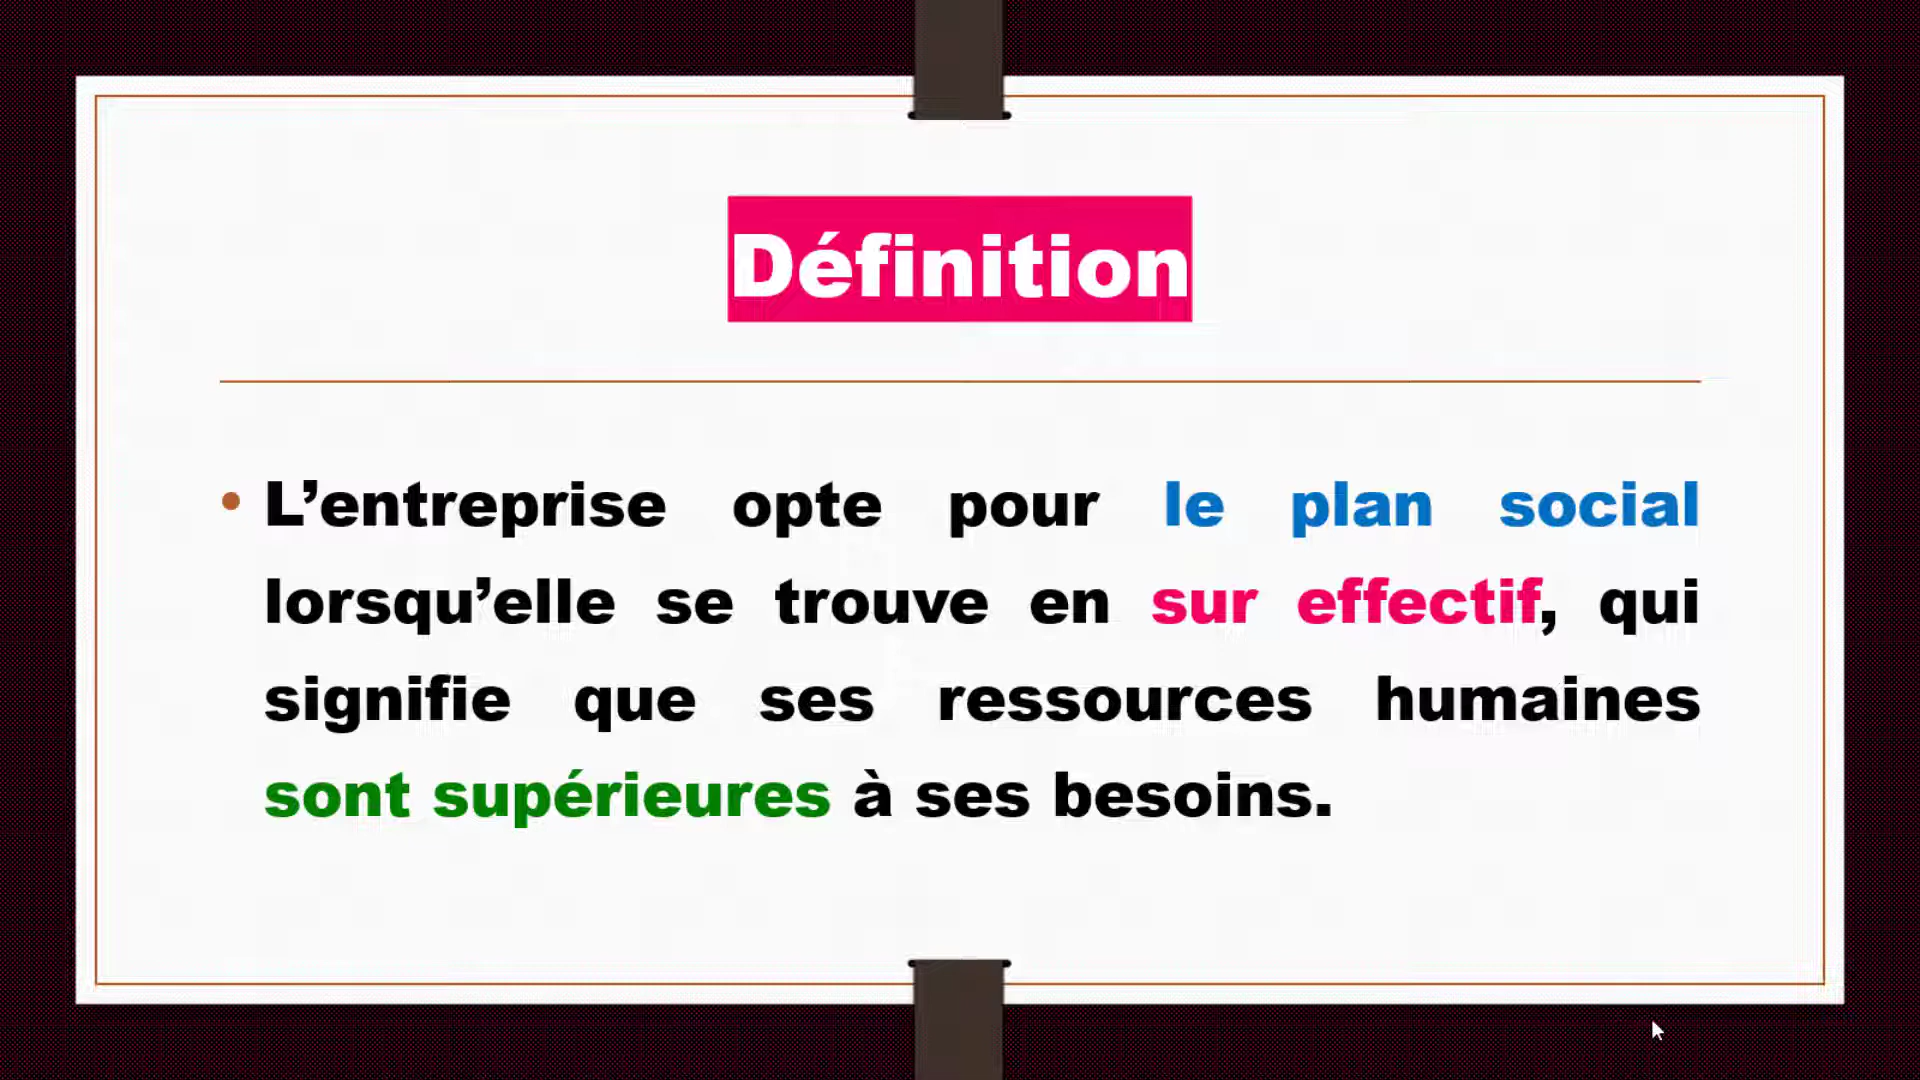 Définition
• L’entreprise opte pour le plan social
lorsqu’elle se trouve en sur effectif, qui
signifie que ses ressources humaines
sont supérieures à ses besoins.